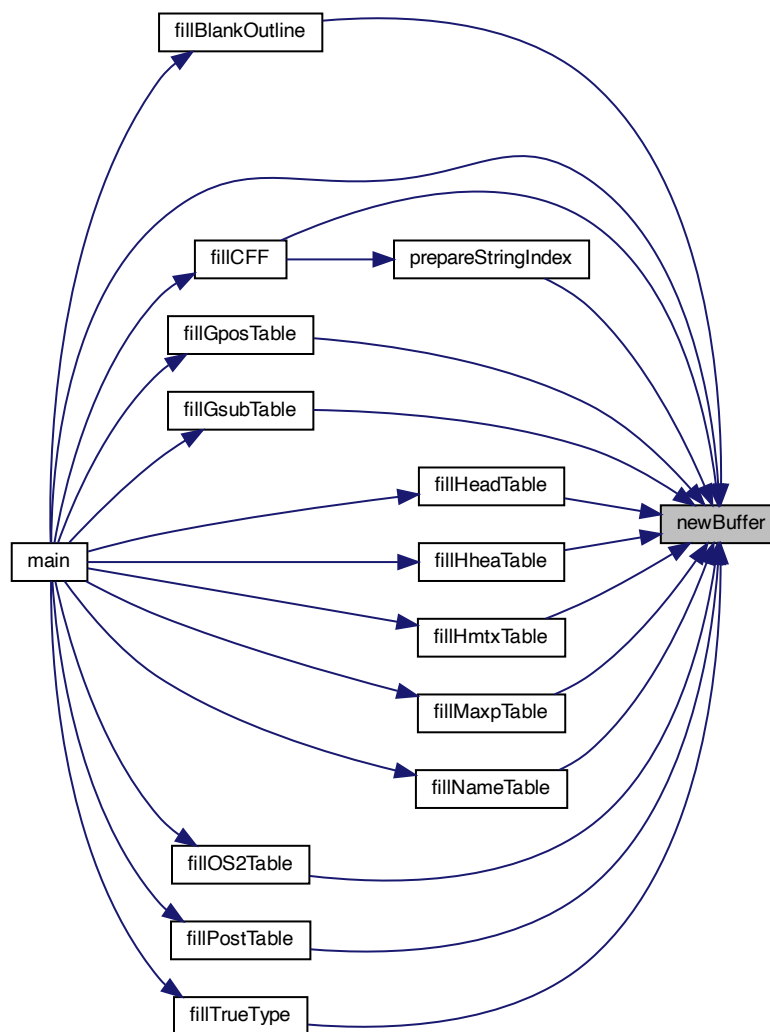 fillBlankOutline
fillCFF
prepareStringIndex
fillGposTable
fillGsubTable
fillHeadTable
newBuffer
main
fillHheaTable
fillHmtxTable
fillMaxpTable
fillNameTable
fillOS2Table
fillPostTable
fillTrueType